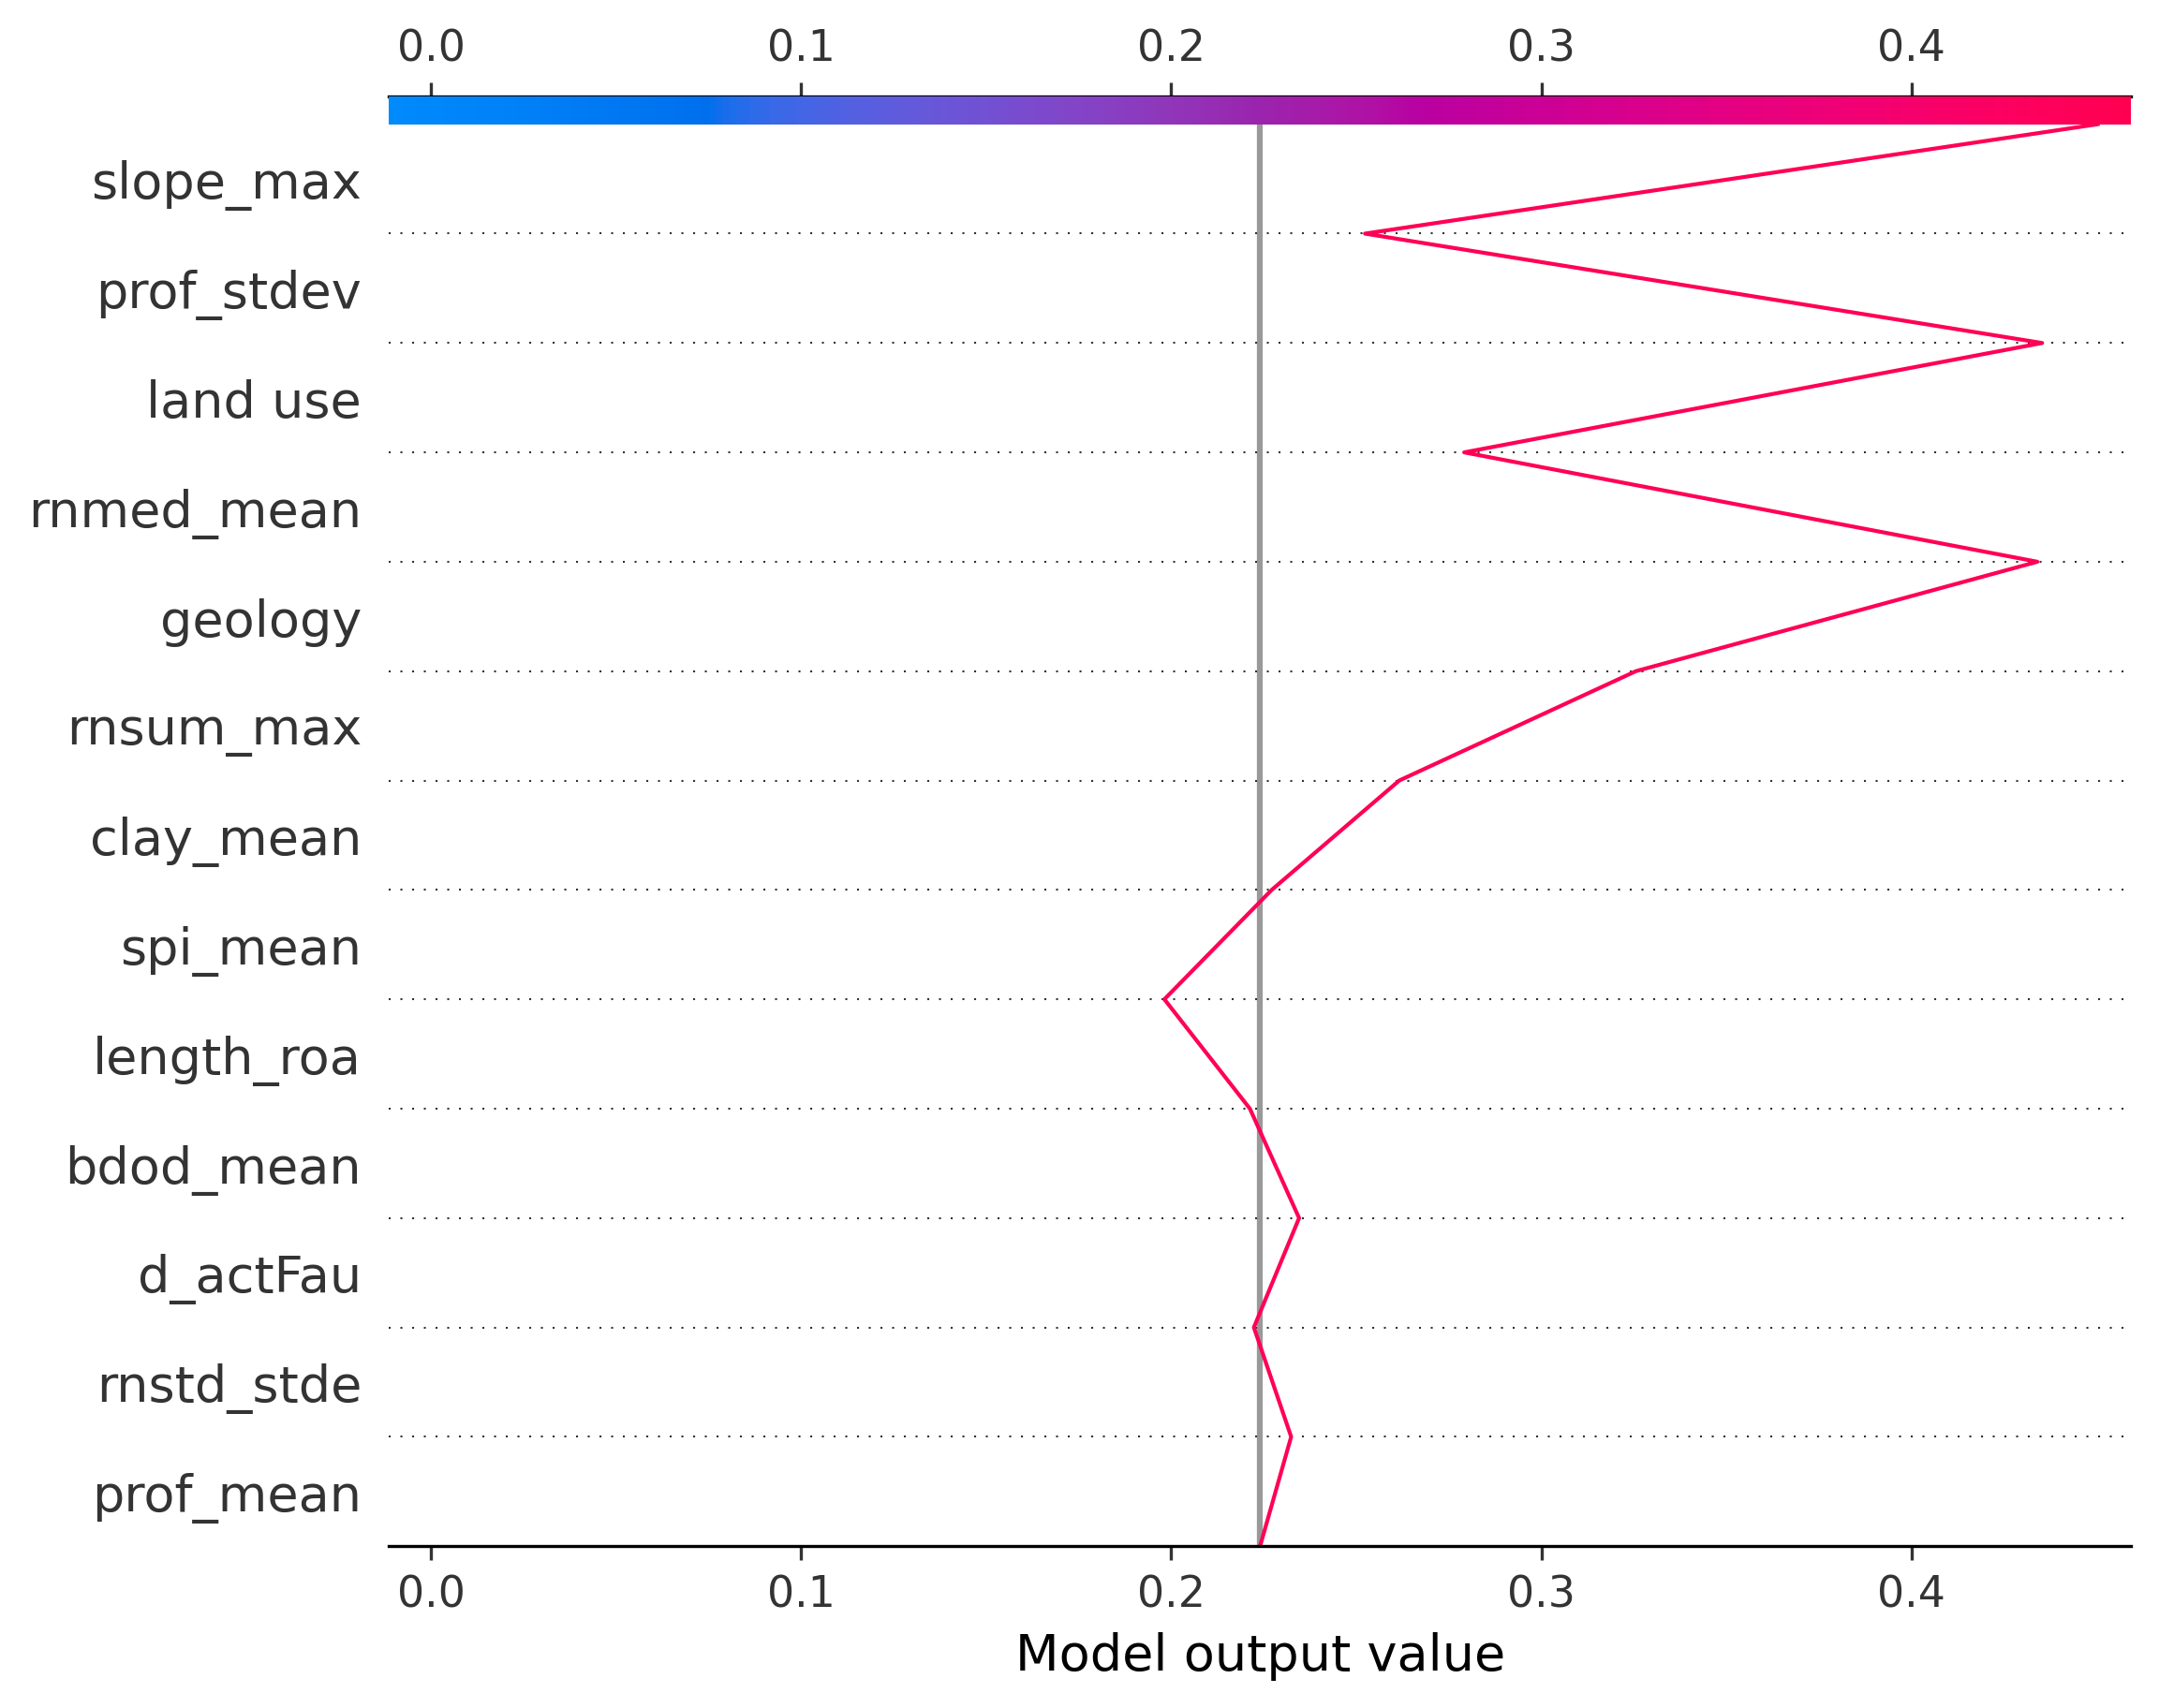 0.0 0.1 0.2 0.3 0.4
slope_max
prof_stdev
land use
rnmed_mean
geology
rnsum_max
clay_mean
spi_mean
length_roa
bdod_mean
d_actFau
rnstd_stde
prof_mean
0.0 0.1 0.2 0.3 0.4
Model output value